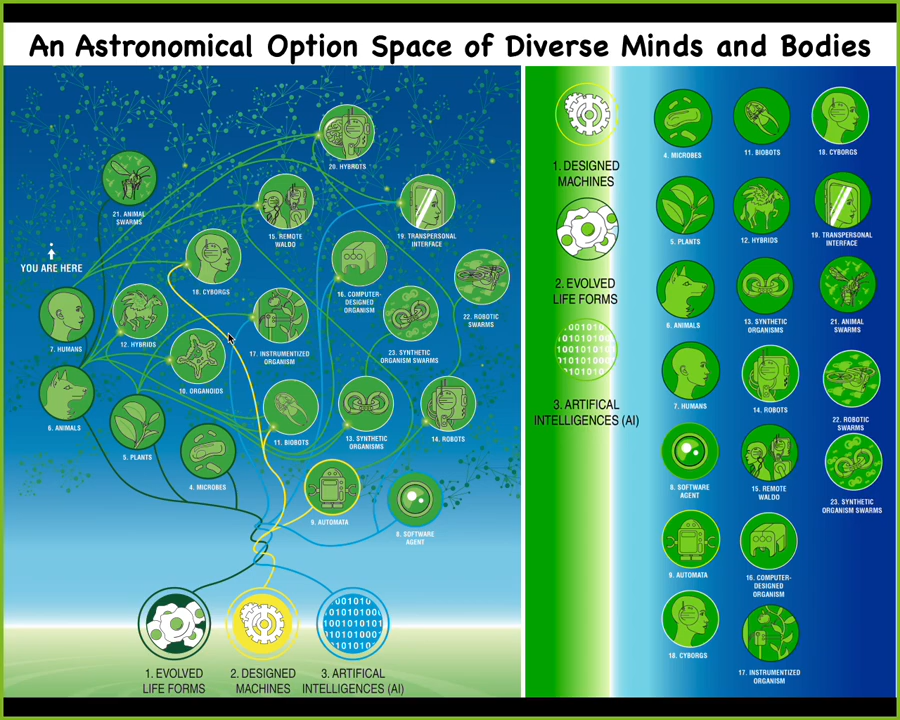 An Astronomical Option Space of Diverse Minds and Bodies
20. HYBROTS
21. ANIMAL
SWARMS
15. REMOTE
WALDO
19. TRANSPERSONAL
INTERFACE
YOU ARE HERE
18. CYBORGS
16. COMPUTER-
DESIGNED
ORGANISM
22. ROBOTIC
SWARMS
7. HUMANS
12. HYBRIDS
17. INSTRUMENTIZED
ORGANISM
23. SYNTHETIC
ORGANISM SWARMS
10. ORGANOIDS
6. ANIMALS
5. PLANTS
11. BIOBOTS
13. SYNTHETIC
ORGANISMS
14. ROBOTS
4. MICROBES
9. AUTOMATA
8. SOFTWARE
AGENT
1. EVOLVED
LIFE FORMS
2. DESIGNED
MACHINES
3. ARTIFICAL
INTELLIGENCES (AI)
1. DESIGNED
MACHINES
2. EVOLVED
LIFE FORMS
3. ARTIFICAL
INTELLIGENCES (AI)
4. MICROBES
11. BIOBOTS
18. CYBORGS
5. PLANTS
12. HYBRIDS
19. TRANSPERSONAL
INTERFACE
6. ANIMALS
13. SYNTHETIC
ORGANISMS
21. ANIMAL
SWARMS
7. HUMANS
14. ROBOTS
22. ROBOTIC
SWARMS
8. SOFTWARE
AGENT
15. REMOTE
WALDO
23. SYNTHETIC
ORGANISM SWARMS
9. AUTOMATA
16. COMPUTER-
DESIGNED
ORGANISM
18. CYBORGS
17. INSTRUMENTIZED
ORGANISM